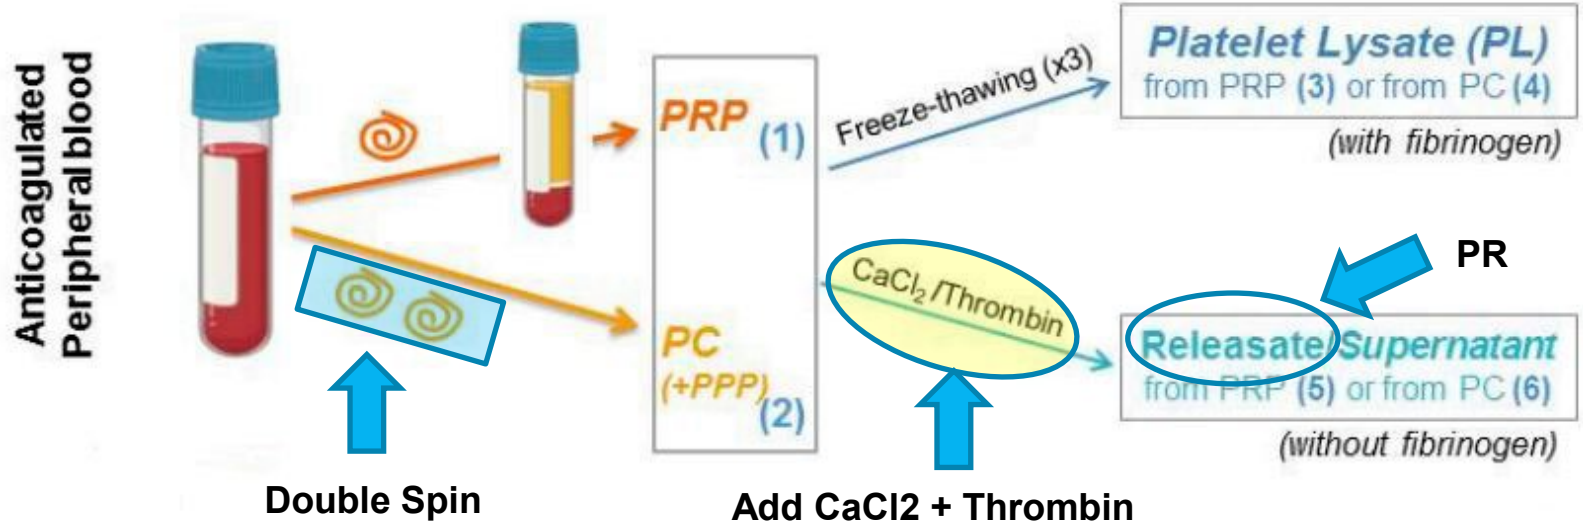 Anticoagulated
Peripheral blood
PRP
(1)
PC
(+PPP)
(2)
Freeze-thawing (x3)
Platelet Lysate (PL)
from PRP (3) or from PC (4)
(with fibrinogen)
CaCl₂/Thrombin
PR
Releasate/Supernatant
from PRP (5) or from PC (6)
(without fibrinogen)
Double Spin
Add CaCl2 + Thrombin